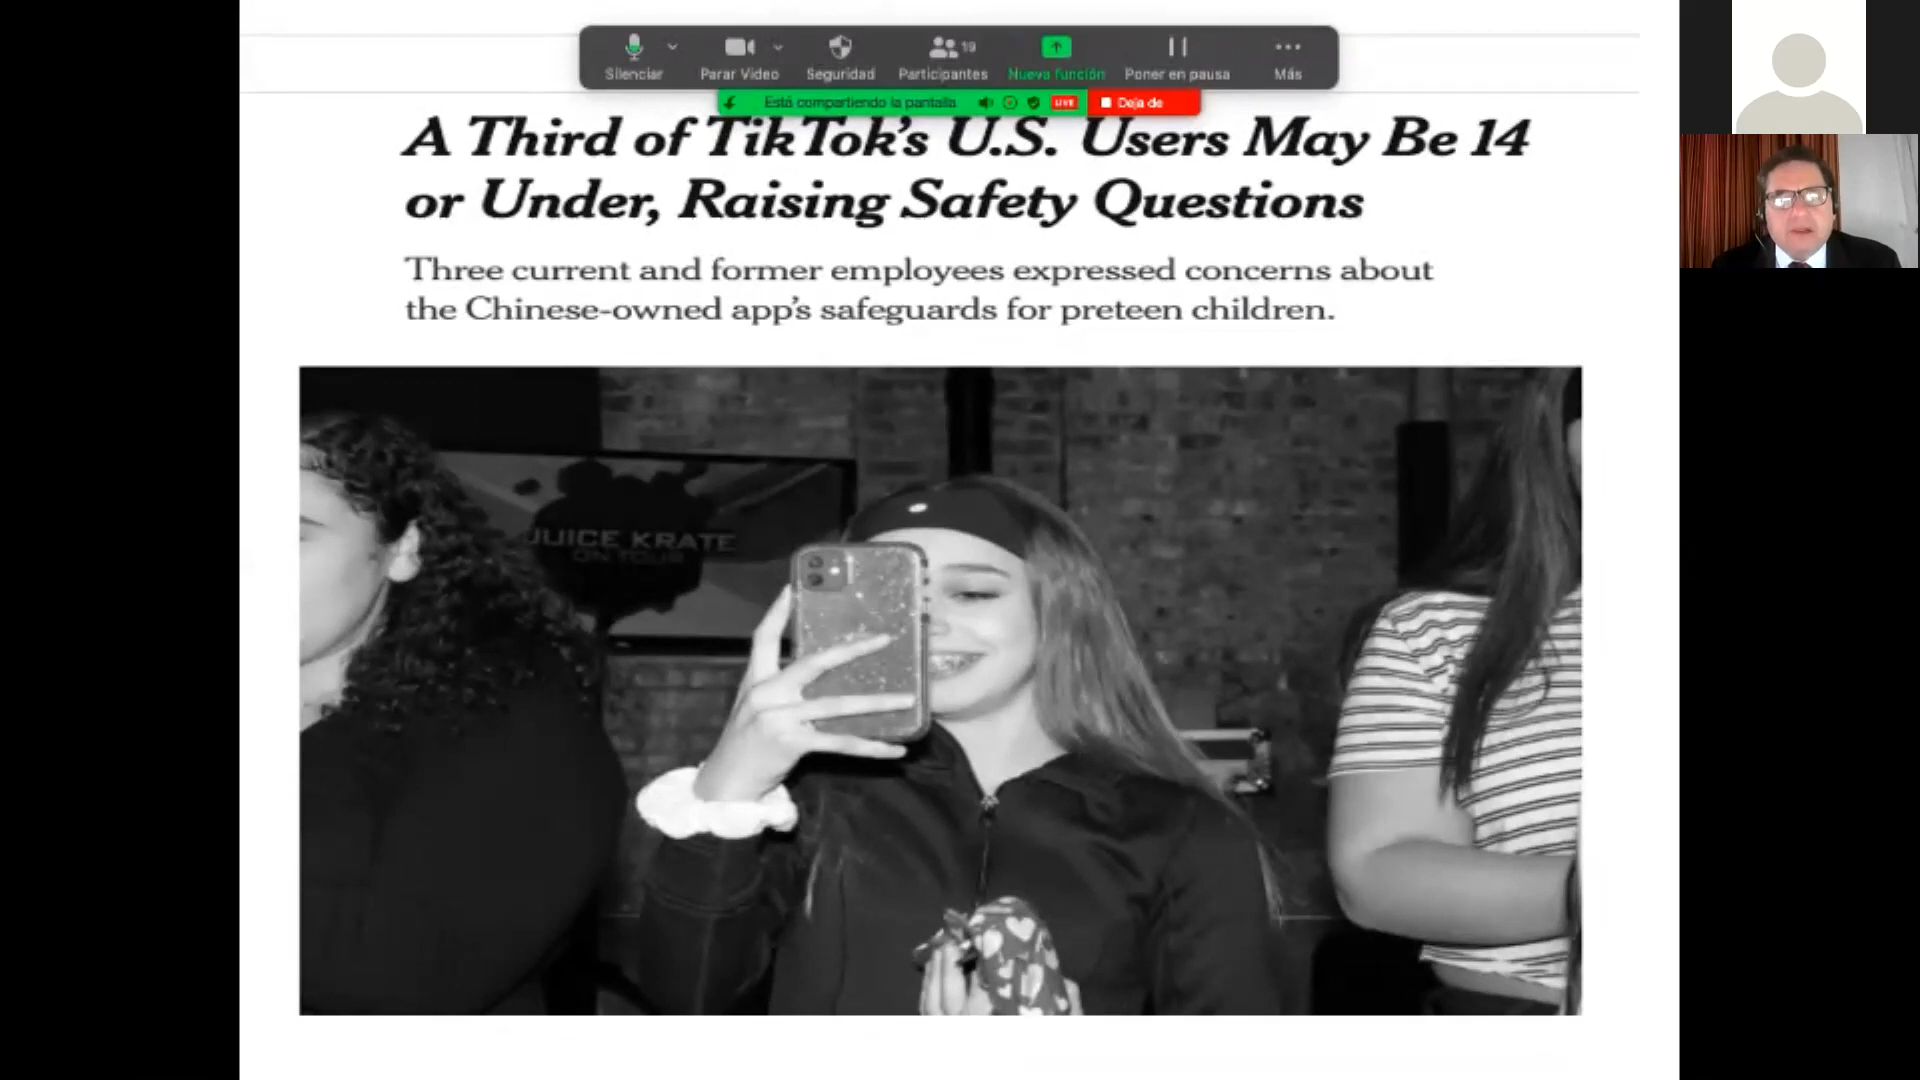 Silenciar
Parar Video
Seguridad
19
Participantes
Nueva función
Poner en pausa
Más
Está compartiendo la pantalla
LIVE
Deja de
A Third of TikTok's U.S. Users May Be 14
or Under, Raising Safety Questions
Three current and former employees expressed concerns about
the Chinese-owned app's safeguards for preteen children.
JUICE KRATE
ON TOUR